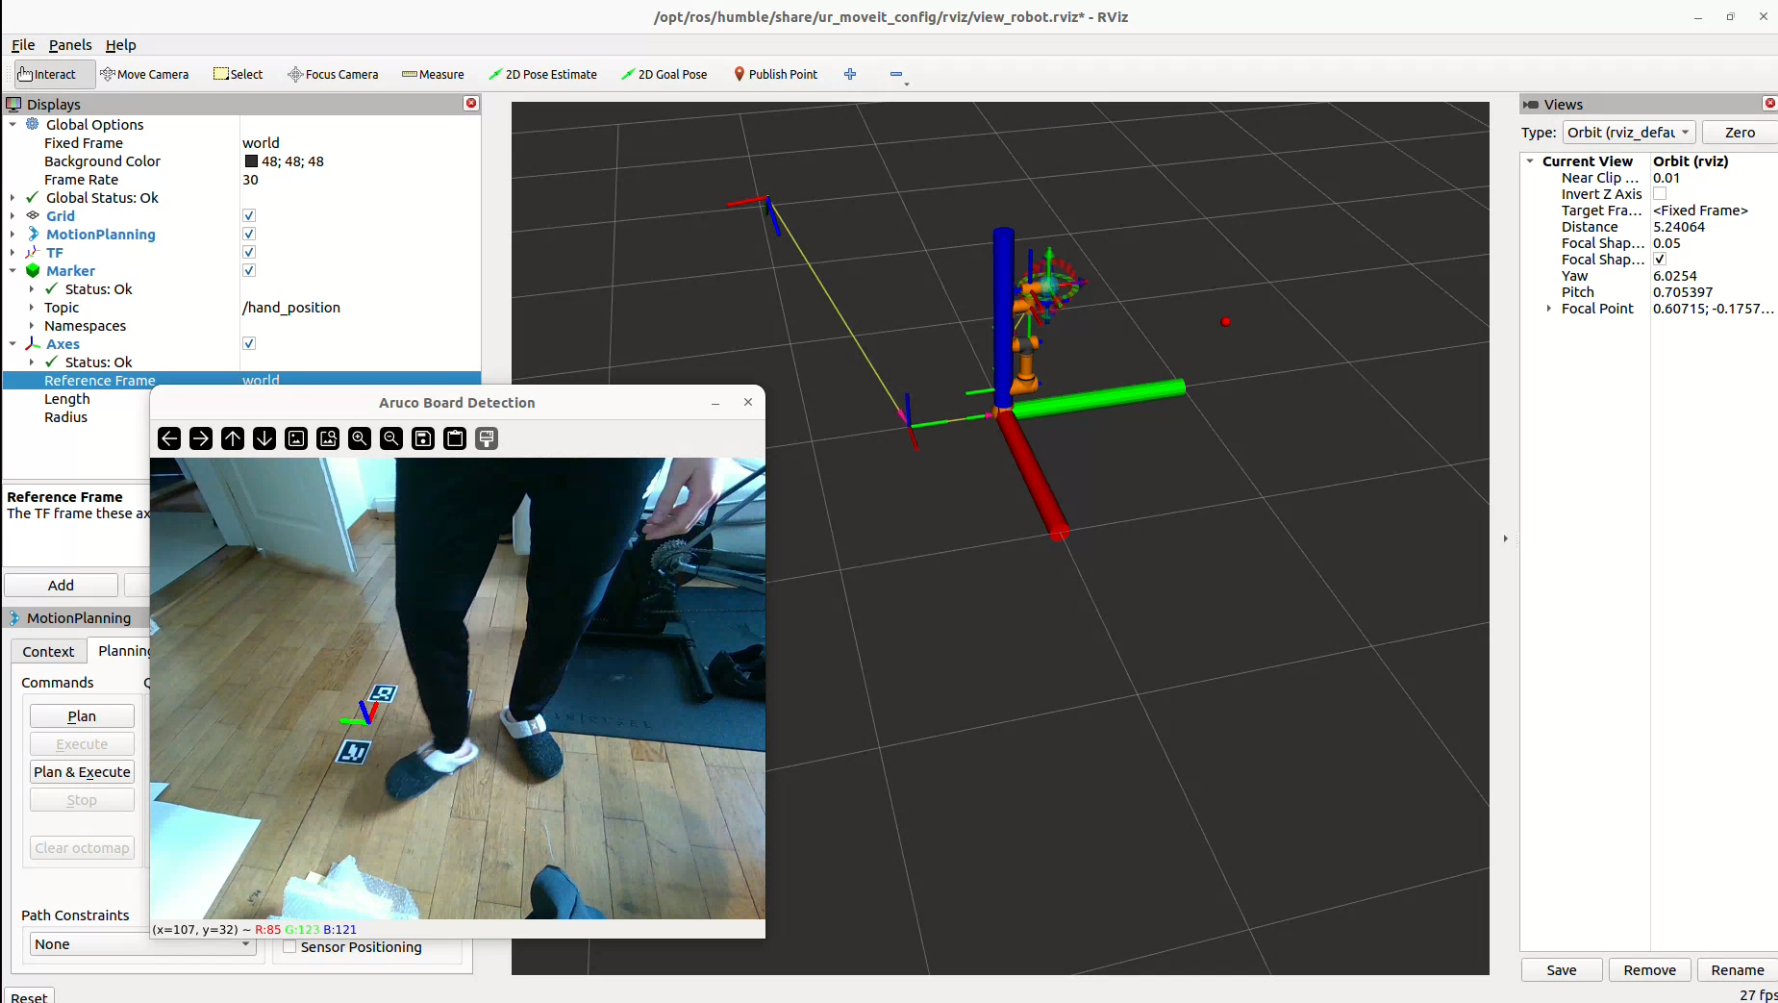 /opt/ros/humble/share/ur_moveit_config/rviz/view_robot.rviz* - RViz
File Panels Help
Interact Move Camera Select Focus Camera Measure 2D Pose Estimate 2D Goal Pose Publish Point
Displays
Global Options
Fixed Frame world
Background Color 48; 48; 48
Frame Rate 30
Global Status: Ok
Grid
MotionPlanning
TF
Marker
Status: Ok
Topic /hand_position
Namespaces
Axes
Status: Ok
Reference Frame world
Length
Radius
Reference Frame
The TF frame these ax
Add
MotionPlanning
Context Planning
Commands
Plan
Execute
Plan & Execute
Stop
Clear octomap
Path Constraints
None
Sensor Positioning
Reset
Aruco Board Detection
(x=107, y=32) ~ R:85 G:123 B:121
Views
Type: Orbit (rviz_defau Zero
Current View Orbit (rviz)
Near Clip ... 0.01
Invert Z Axis
Target Fra... <Fixed Frame>
Distance 5.24064
Focal Shap... 0.05
Focal Shap...
Yaw 6.0254
Pitch 0.705397
Focal Point 0.60715; -0.1757...
Save Remove Rename
27 fps